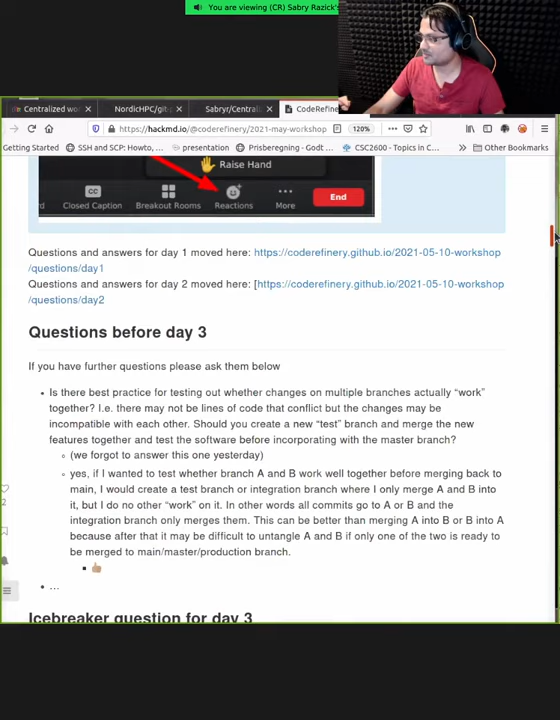 You are viewing (CR) Sabry Razick's
Centralized wo
NordicHPC/git-
Sabryr/Centraliz
CodeRefine
https://hackmd.io/@coderefinery/2021-may-workshop
120%
Getting Started
SSH and SCP: Howto, ...
presentation
Prisberegning - Godt ...
CSC2600 - Topics in C...
Other Bookmarks
Raise Hand
CC
Closed Caption
Breakout Rooms
Reactions
More
End
Questions and answers for day 1 moved here: https://coderefinery.github.io/2021-05-10-workshop
/questions/day1
Questions and answers for day 2 moved here: [https://coderefinery.github.io/2021-05-10-workshop
/questions/day2
Questions before day 3
If you have further questions please ask them below
• Is there best practice for testing out whether changes on multiple branches actually “work”
together? I.e. there may not be lines of code that conflict but the changes may be
incompatible with each other. Should you create a new “test” branch and merge the new
features together and test the software before incorporating with the master branch?
(we forgot to answer this one yesterday)
yes, if I wanted to test whether branch A and B work well together before merging back to
main, I would create a test branch or integration branch where I only merge A and B into
it, but I do no other “work” on it. In other words all commits go to A or B and the
integration branch only merges them. This can be better than merging A into B or B into A
because after that it may be difficult to untangle A and B if only one of the two is ready to
be merged to main/master/production branch.
• ...
Icebreaker question for day 3
2